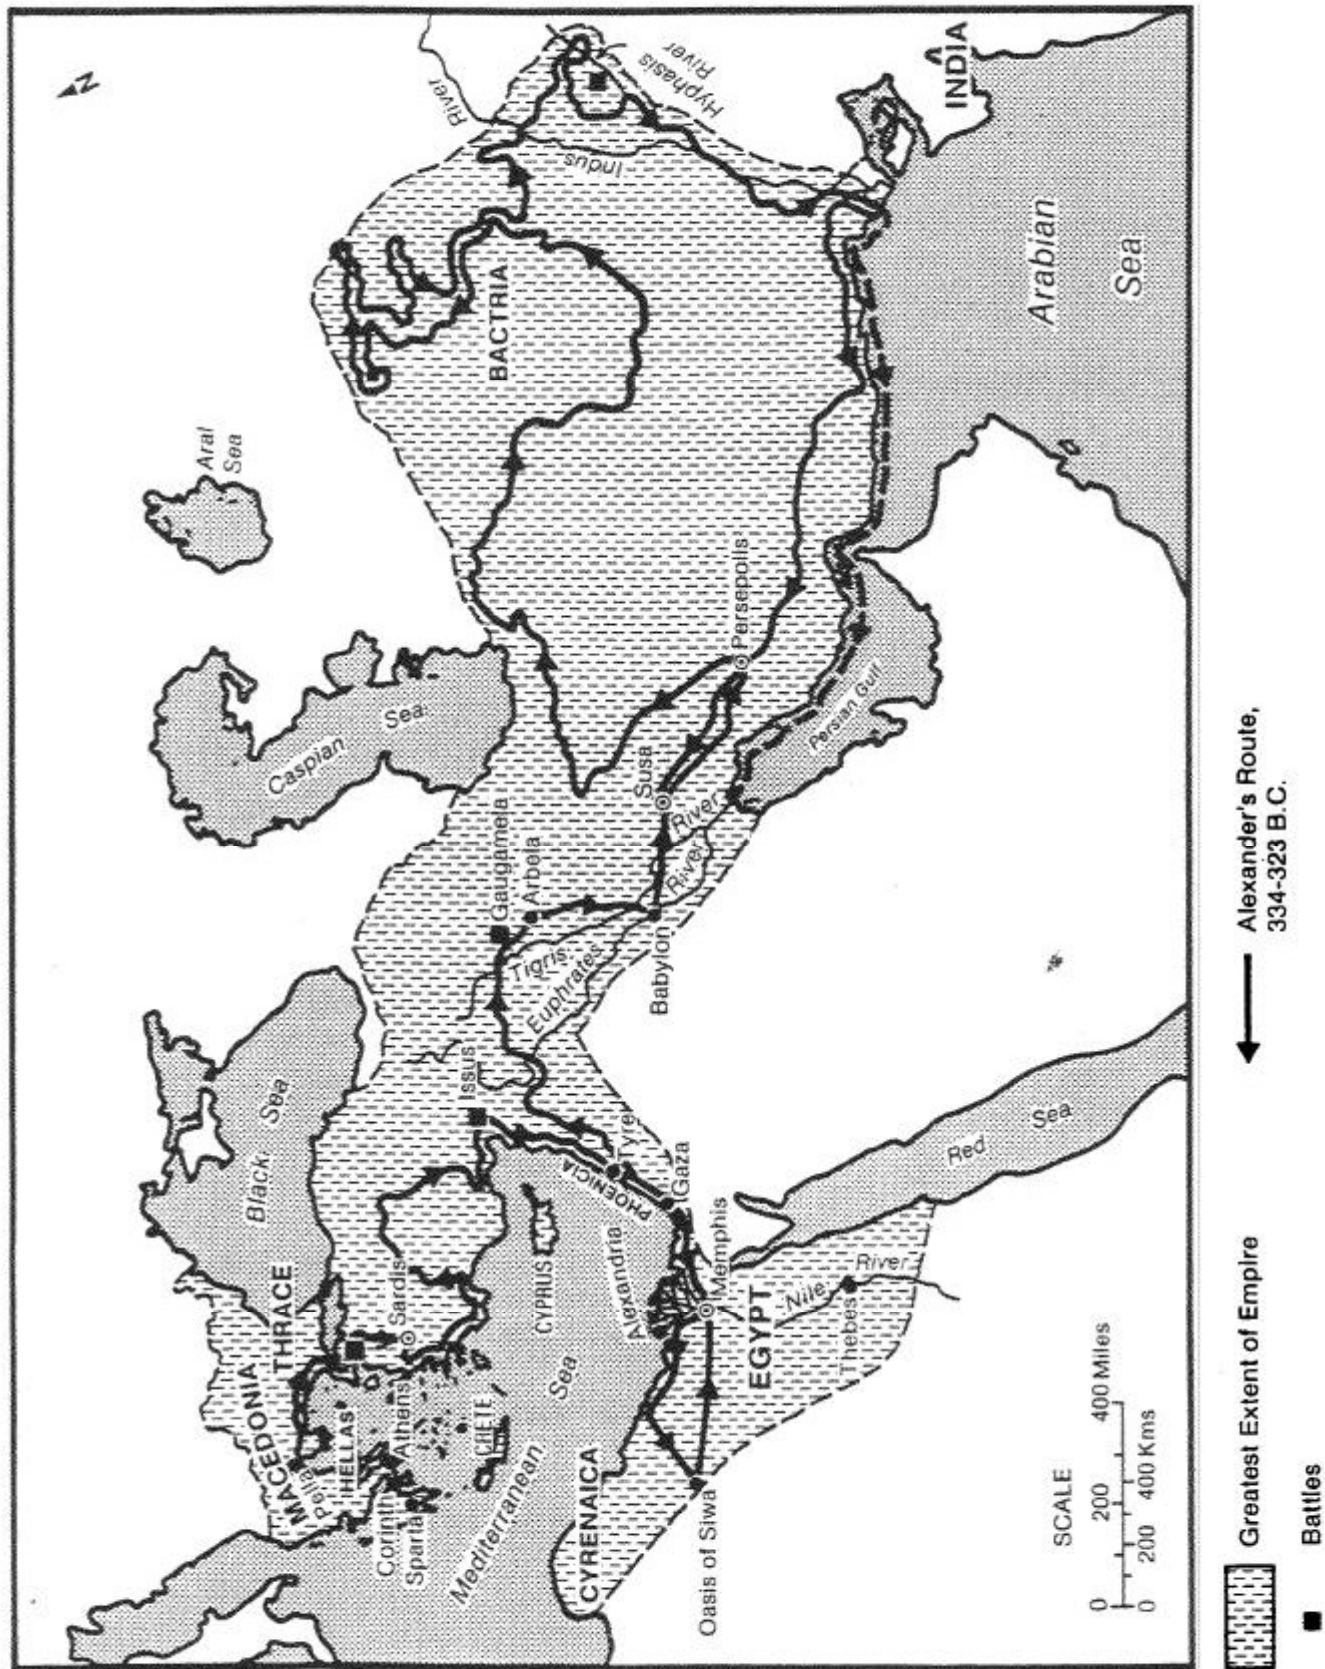 N
River
Hyphasis
River
INDIA
Indus
Arabian
Sea
BACTRIA
Aral
Sea
Caspian
Sea
Persepolis
Persian Gulf
Susa
River
River
Gaugamela
Arbela
Tigris
Euphrates
Babylon
Black
Sea
Issus
Tyre
PHOENICIA
Gaza
Red
Sea
THRACE
Sardis
CYPRUS
Alexandria
Memphis
Nile
River
MACEDONIA
Pella
HELLAS
Athens
Corinth
Sparta
CRETE
Mediterranean
Sea
EGYPT
Thebes
CYRENAICA
Oasis of Siwa
SCALE
0 200 400 Miles
0 200 400 Kms
Greatest Extent of Empire
Alexander's Route,
334-323 B.C.
Battles